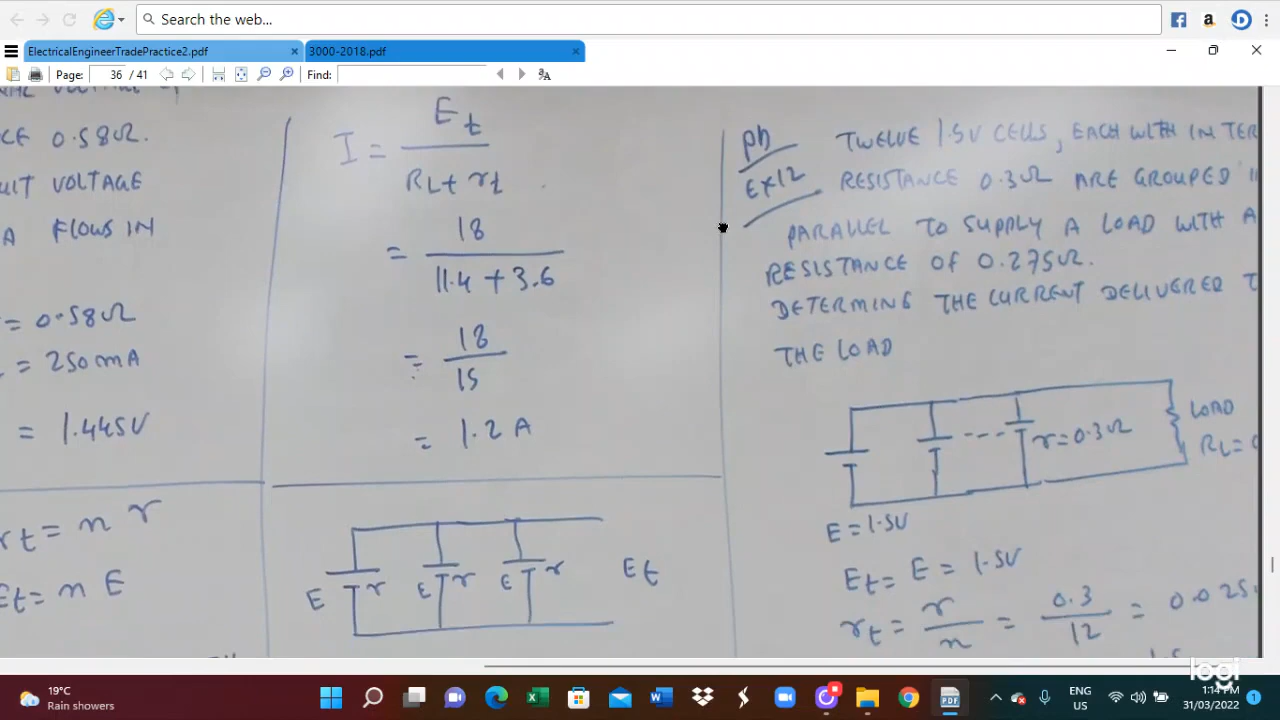 Search the web...
ElectricalEngineerTradePractice2.pdf
3000-2018.pdf
Page: 36 / 41 Find:
CE 0.58Ω.
UIT VOLTAGE
A FLOWS IN
= 0.58Ω
= 250mA
= 1.445V
rt = n r
Et = n E
I = Et / RL + rt
= 18 / 11.4 + 3.6
= 18 / 15
= 1.2 A
E r E r E r Et
PD
EX12
TWELVE 1.5V CELLS, EACH WITH INTER
RESISTANCE 0.3Ω ARE GROUPED I
PARALLEL TO SUPPLY A LOAD WITH A
RESISTANCE OF 0.275Ω.
DETERMINING THE CURRENT DELIVERED T
THE LOAD
r = 0.3Ω
LOAD
RL =
E = 1.5V
Et = E = 1.5V
rt = r / n = 0.3 / 12 = 0.025
logi
19°C
Rain showers
ENG
US
1:14 PM
31/03/2022